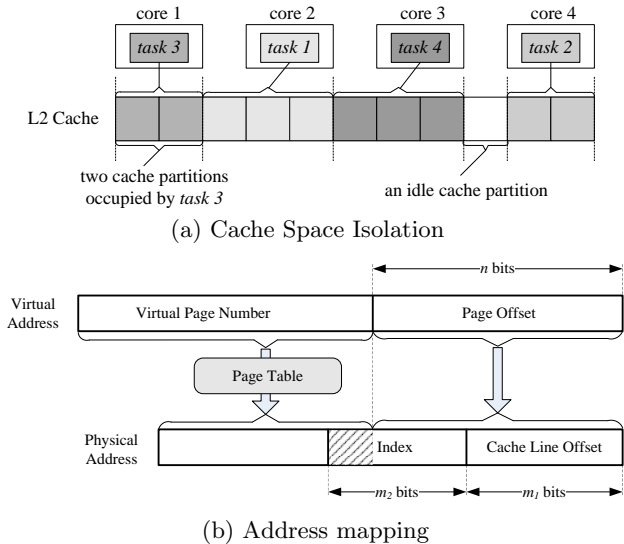 core 1 core 2 core 3 core 4
task 3 task 1 task 4 task 2
L2 Cache
two cache partitions
occupied by task 3
an idle cache partition
(a) Cache Space Isolation
n bits
Virtual
Address
Virtual Page Number
Page Offset
Page Table
Physical
Address
Index
Cache Line Offset
m2 bits
m1 bits
(b) Address mapping